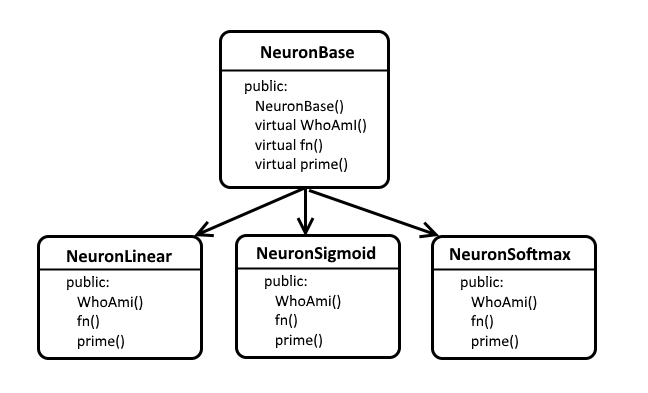 NeuronBase
public:
NeuronBase()
virtual WhoAmI()
virtual fn()
virtual prime()
NeuronLinear
public:
WhoAmi()
fn()
prime()
NeuronSigmoid
public:
WhoAmi()
fn()
prime()
NeuronSoftmax
public:
WhoAmi()
fn()
prime()